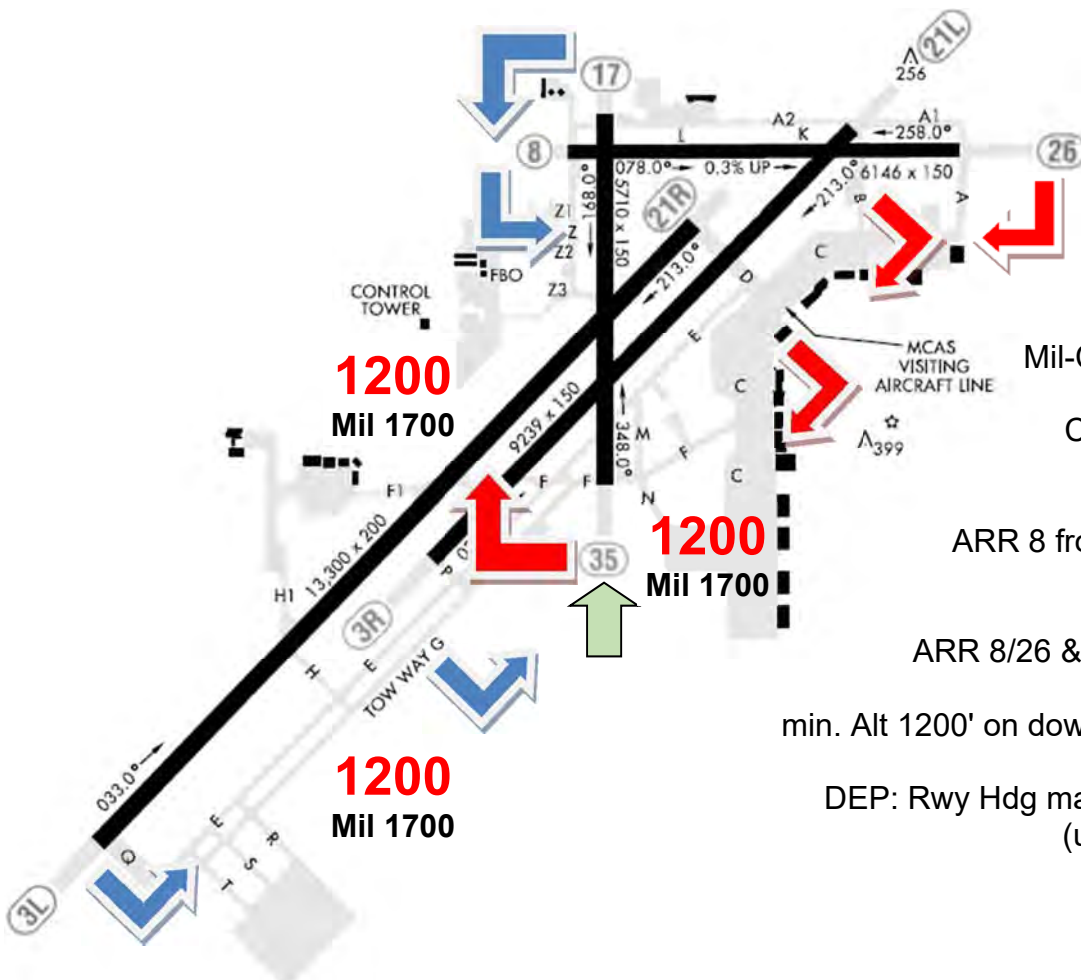 21L
256
17
A2
A1
L
K
258.0°
8
26
078.0°
0.3% UP
213.0°
6146 x 150
168.0°
5710 x 150
21R
B
A
Z1
Z
Z2
C
FBO
213.0°
D
Z3
CONTROL
TOWER
E
MCAS
VISITING
AIRCRAFT LINE
Mil-
1200
Mil 1700
9239 x 150
348.0°
C
M
399
F
C
F1
F
F
N
1200
Mil 1700
ARR 8
35
13,300 x 200
P
H1
3R
ARR 8/26 &
H
E
TOW WAY G
min. Alt 1200' on
033.0°
1200
Mil 1700
DEP: Rwy Hdg
E
R
S
T
Q
3L